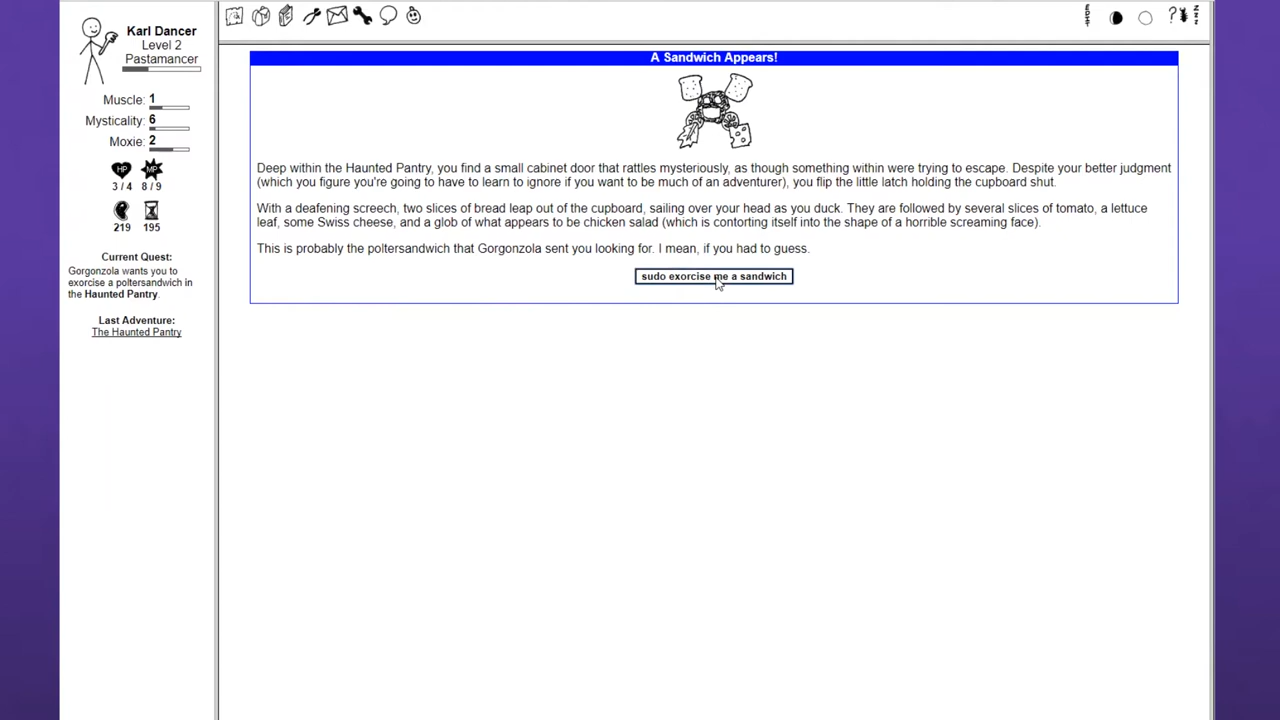 Karl Dancer
Level 2
Pastamancer
Muscle: 1
Mysticality: 6
Moxie: 2
HP MP
3 / 4 8 / 9
219 195
Current Quest:
Gorgonzola wants you to
exorcise a poltersandwich in
the Haunted Pantry.
Last Adventure:
The Haunted Pantry
EDIT
?
Zzz
A Sandwich Appears!
Deep within the Haunted Pantry, you find a small cabinet door that rattles mysteriously, as though something within were trying to escape. Despite your better judgment
(which you figure you're going to have to learn to ignore if you want to be much of an adventurer), you flip the little latch holding the cupboard shut.
With a deafening screech, two slices of bread leap out of the cupboard, sailing over your head as you duck. They are followed by several slices of tomato, a lettuce
leaf, some Swiss cheese, and a glob of what appears to be chicken salad (which is contorting itself into the shape of a horrible screaming face).
This is probably the poltersandwich that Gorgonzola sent you looking for. I mean, if you had to guess.
sudo exorcise me a sandwich